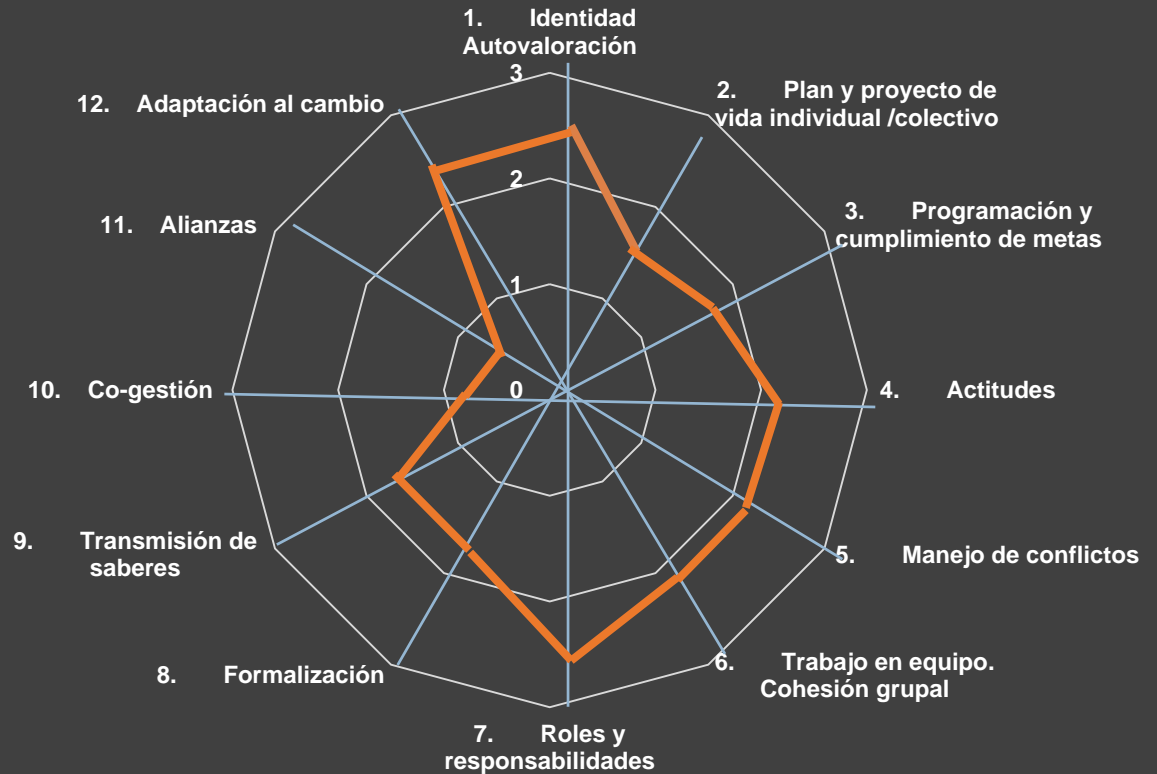 1. Identidad
Autovaloración
2. Plan y proyecto de
vida individual /colectivo
3. Programación y
cumplimiento de metas
4. Actitudes
5. Manejo de conflictos
6. Trabajo en equipo.
Cohesión grupal
7. Roles y
responsabilidades
8. Formalización
9. Transmisión de
saberes
10. Co-gestión
11. Alianzas
12. Adaptación al cambio
3
2
1
0